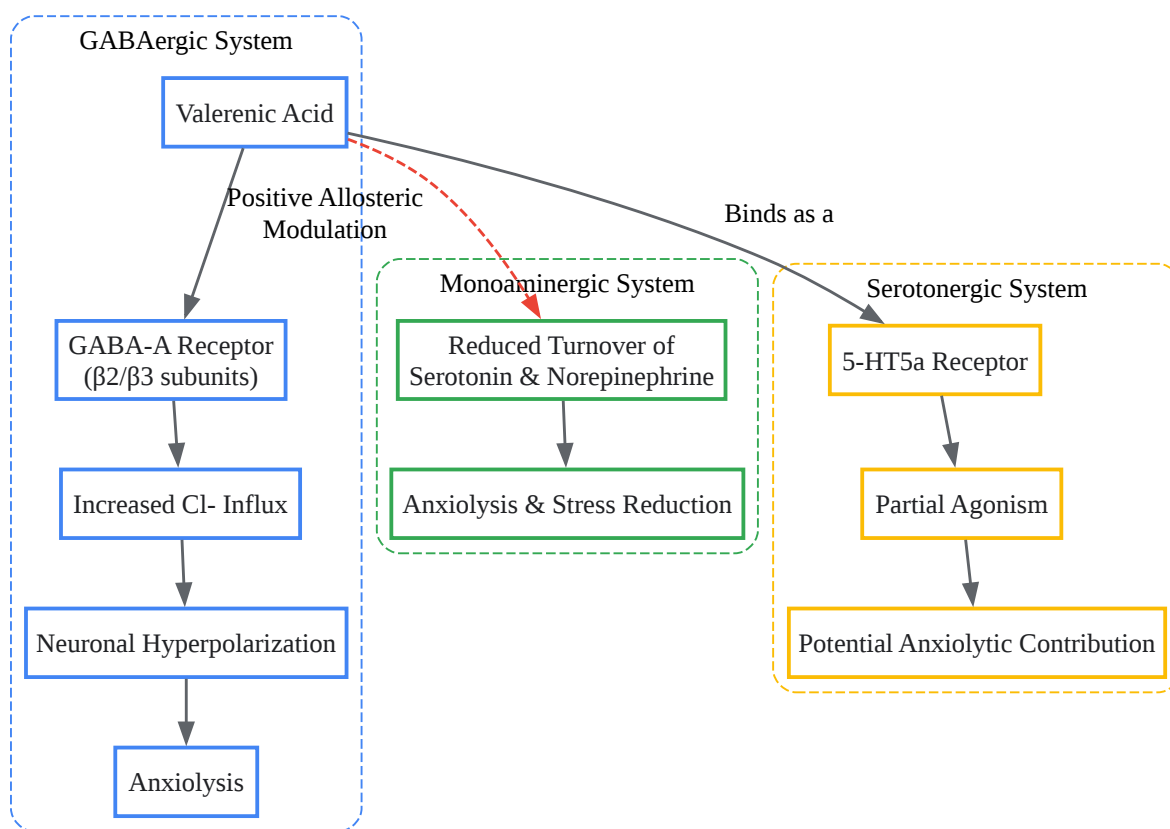 GABAergic System
Valerenic Acid
Positive Allosteric
Modulation
Binds as a
Monoaminergic System
Serotonergic System
GABA-A Receptor
(β2/β3 subunits)
Reduced Turnover of
Serotonin & Norepinephrine
5-HT5a Receptor
Increased Cl- Influx
Anxiolysis & Stress Reduction
Partial Agonism
Neuronal Hyperpolarization
Potential Anxiolytic Contribution
Anxiolysis